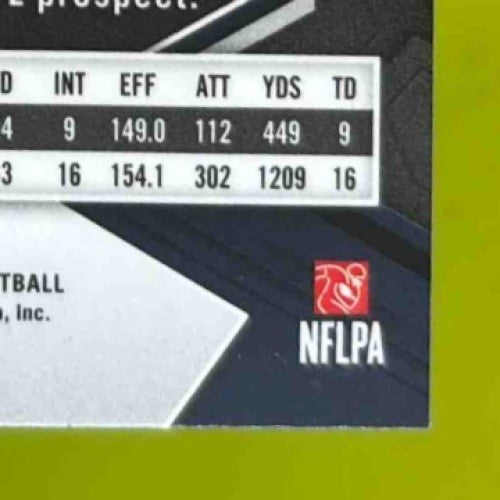 prospect.
D INT EFF ATT YDS TD
4 9 149.0 112 449 9
3 16 154.1 302 1209 16
TBALL
, Inc.
NFLPA